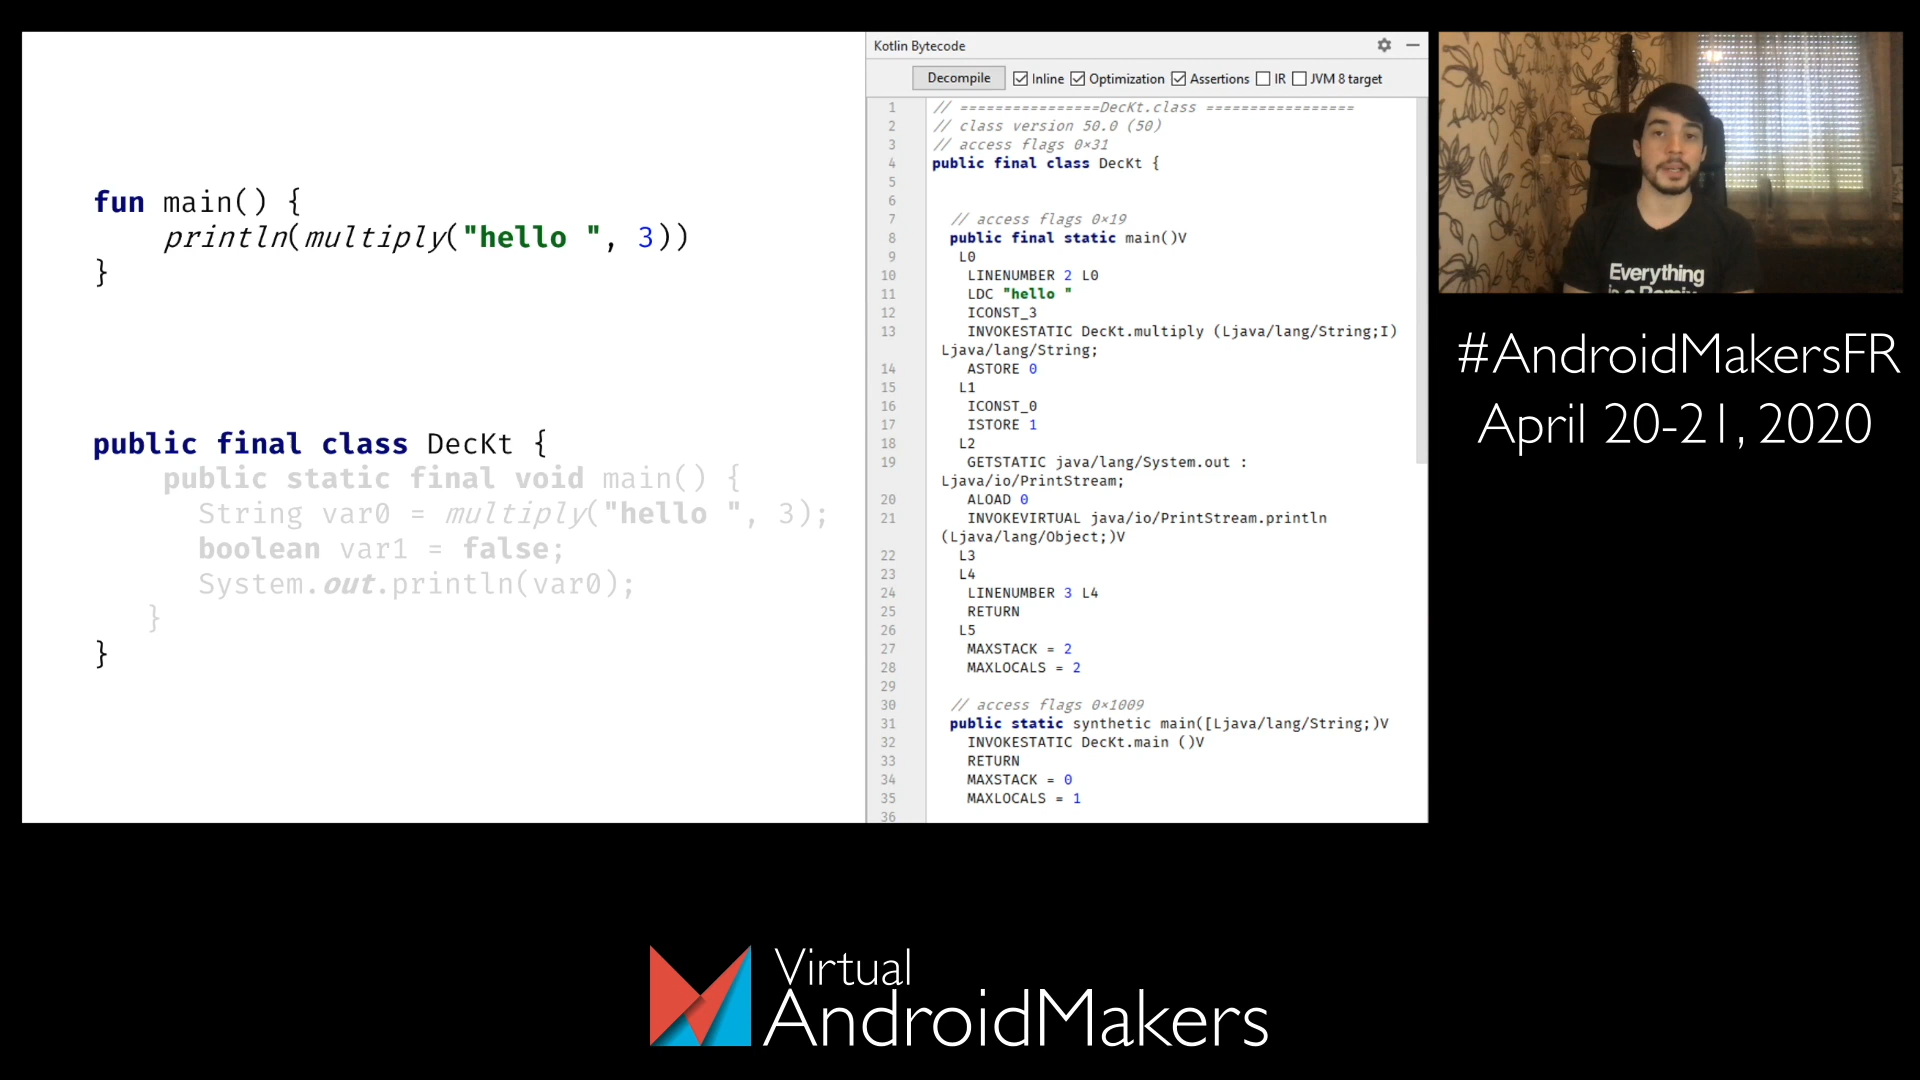 fun main() {
println(multiply("hello ", 3))
}
public final class DecKt {
public static final void main() {
String var0 = multiply("hello ", 3);
boolean var1 = false;
System.out.println(var0);
}
}
Kotlin Bytecode
Decompile Inline Optimization Assertions IR JVM 8 target
1 // ================DecKt.class =================
2 // class version 50.0 (50)
3 // access flags 0×31
4 public final class DecKt {
5
6
7 // access flags 0×19
8 public final static main()V
9 L0
10 LINENUMBER 2 L0
11 LDC "hello "
12 ICONST_3
13 INVOKESTATIC DecKt.multiply (Ljava/lang/String;I)
Ljava/lang/String;
14 ASTORE 0
15 L1
16 ICONST_0
17 ISTORE 1
18 L2
19 GETSTATIC java/lang/System.out :
Ljava/io/PrintStream;
20 ALOAD 0
21 INVOKEVIRTUAL java/io/PrintStream.println
(Ljava/lang/Object;)V
22 L3
23 L4
24 LINENUMBER 3 L4
25 RETURN
26 L5
27 MAXSTACK = 2
28 MAXLOCALS = 2
29
30 // access flags 0×1009
31 public static synthetic main([Ljava/lang/String;)V
32 INVOKESTATIC DecKt.main ()V
33 RETURN
34 MAXSTACK = 0
35 MAXLOCALS = 1
36
Everything
is a Remix
#AndroidMakersFR
April 20-21, 2020
Virtual
AndroidMakers